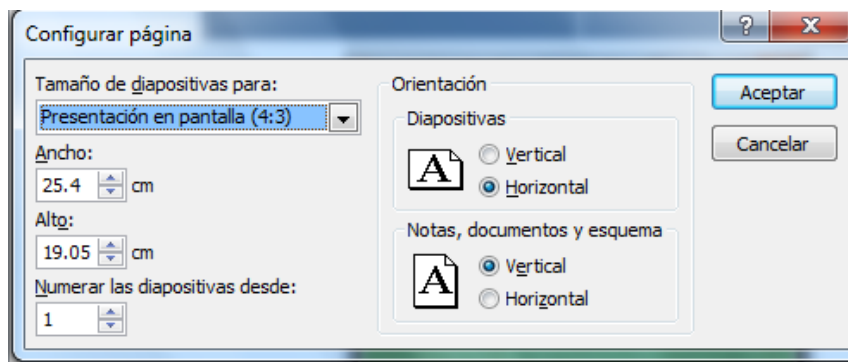 Configurar página
Tamaño de diapositivas para:
Presentación en pantalla (4:3)
Ancho:
25.4 cm
Alto:
19.05 cm
Numerar las diapositivas desde:
1
Orientación
Diapositivas
A
Vertical
Horizontal
Notas, documentos y esquema
A
Vertical
Horizontal
Aceptar
Cancelar